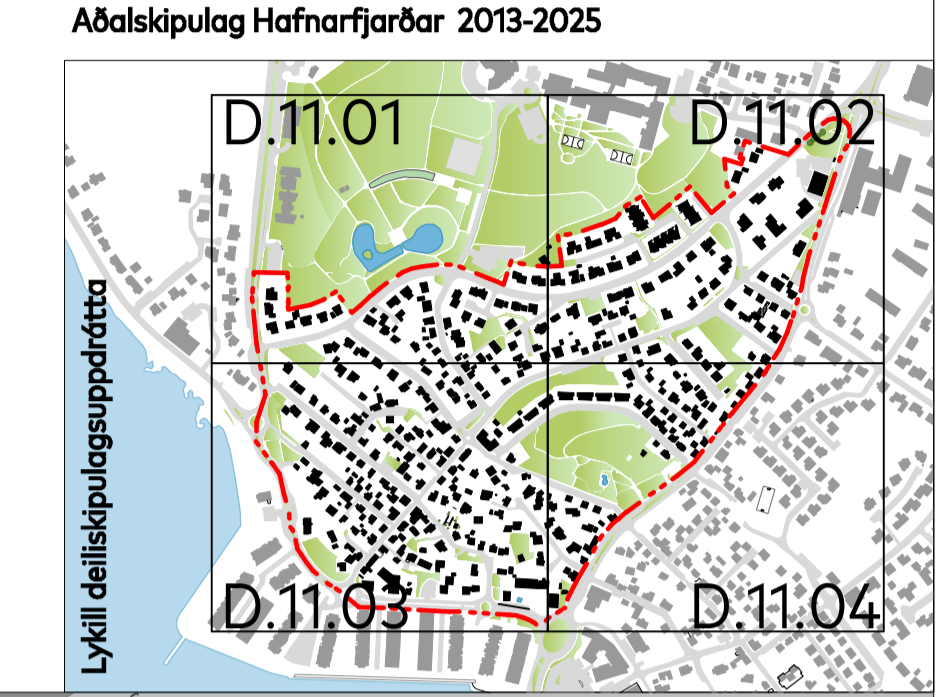 Aðalskipulag Hafnarfjarðar 2013-2025
D.11.01
D.11.02
Lykill deiliskipulagsuppdrátta
D.11.03
D.11.04